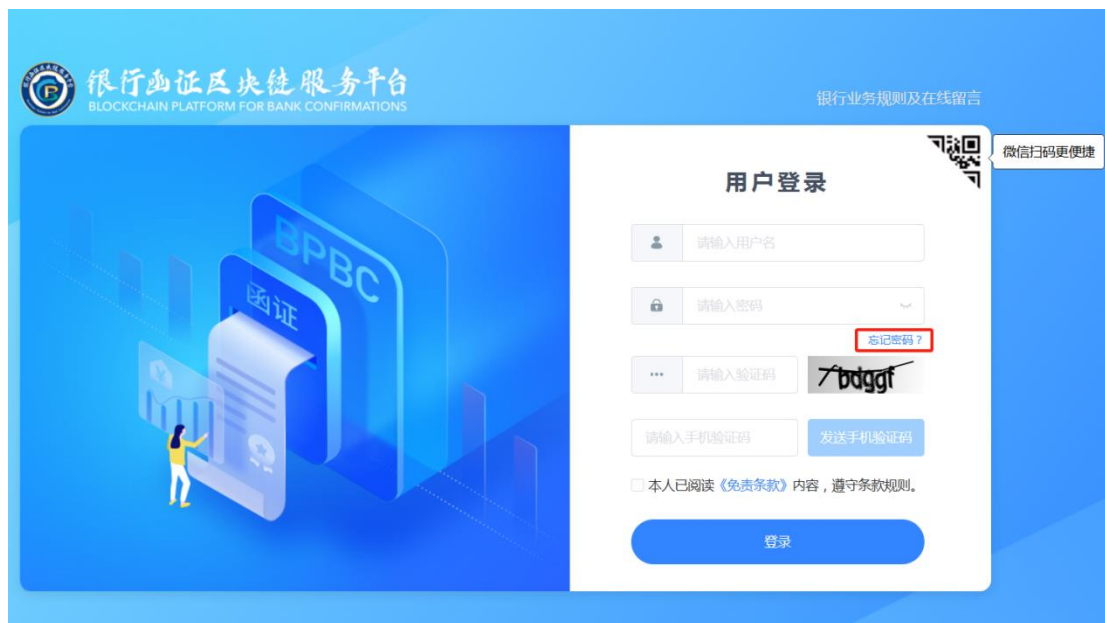 银行函证区块链服务平台
BLOCKCHAIN PLATFORM FOR BANK CONFIRMATIONS
银行业务规则及在线留言
微信扫码更便捷
用户登录
请输入用户名
请输入密码
忘记密码？
请输入验证码
7bdggf
请输入手机验证码
发送手机验证码
本人已阅读《免责条款》内容，遵守条款规则。
登录
BPBC
函证